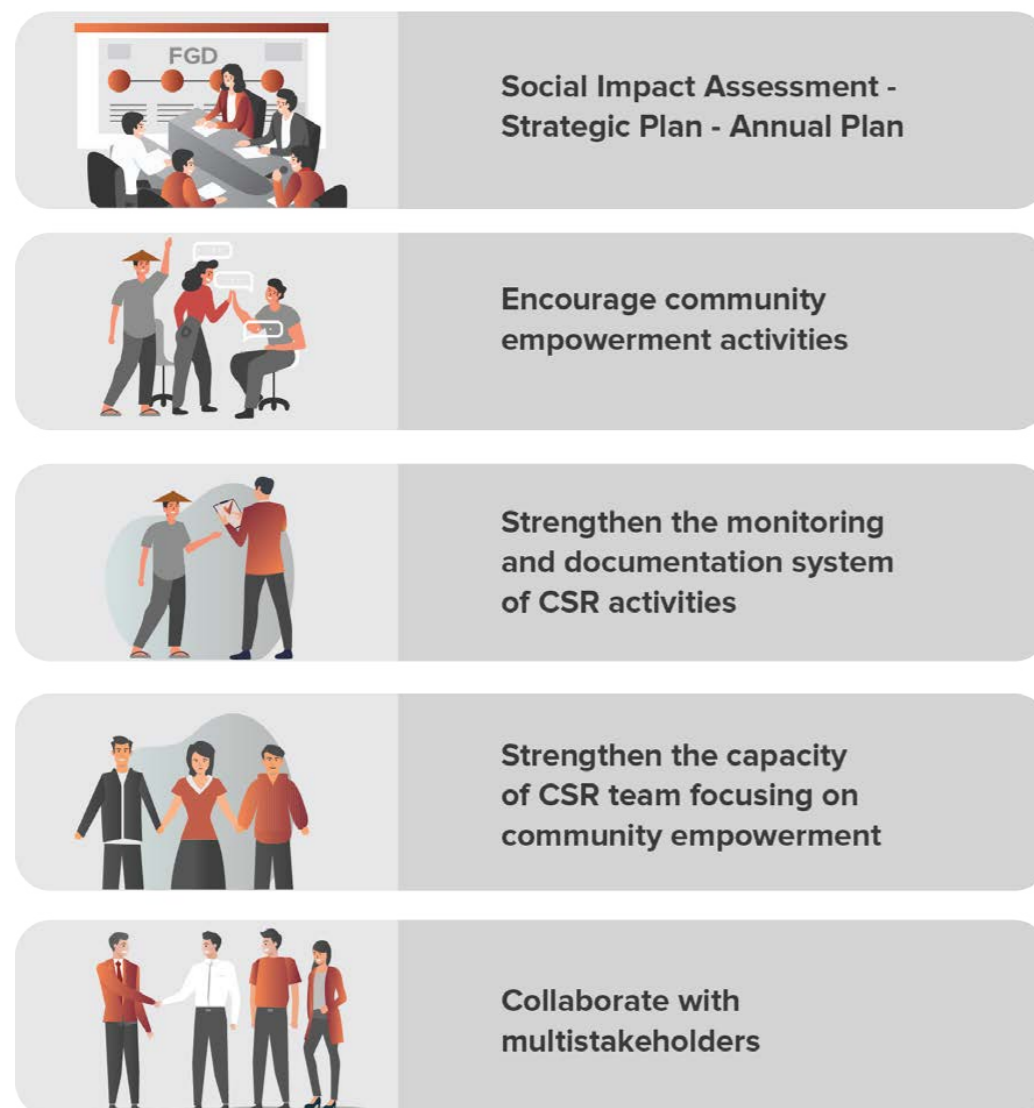 FGD
Social Impact Assessment -
Strategic Plan - Annual Plan
Encourage community
empowerment activities
Strengthen the monitoring
and documentation system
of CSR activities
Strengthen the capacity
of CSR team focusing on
community empowerment
Collaborate with
multistakeholders